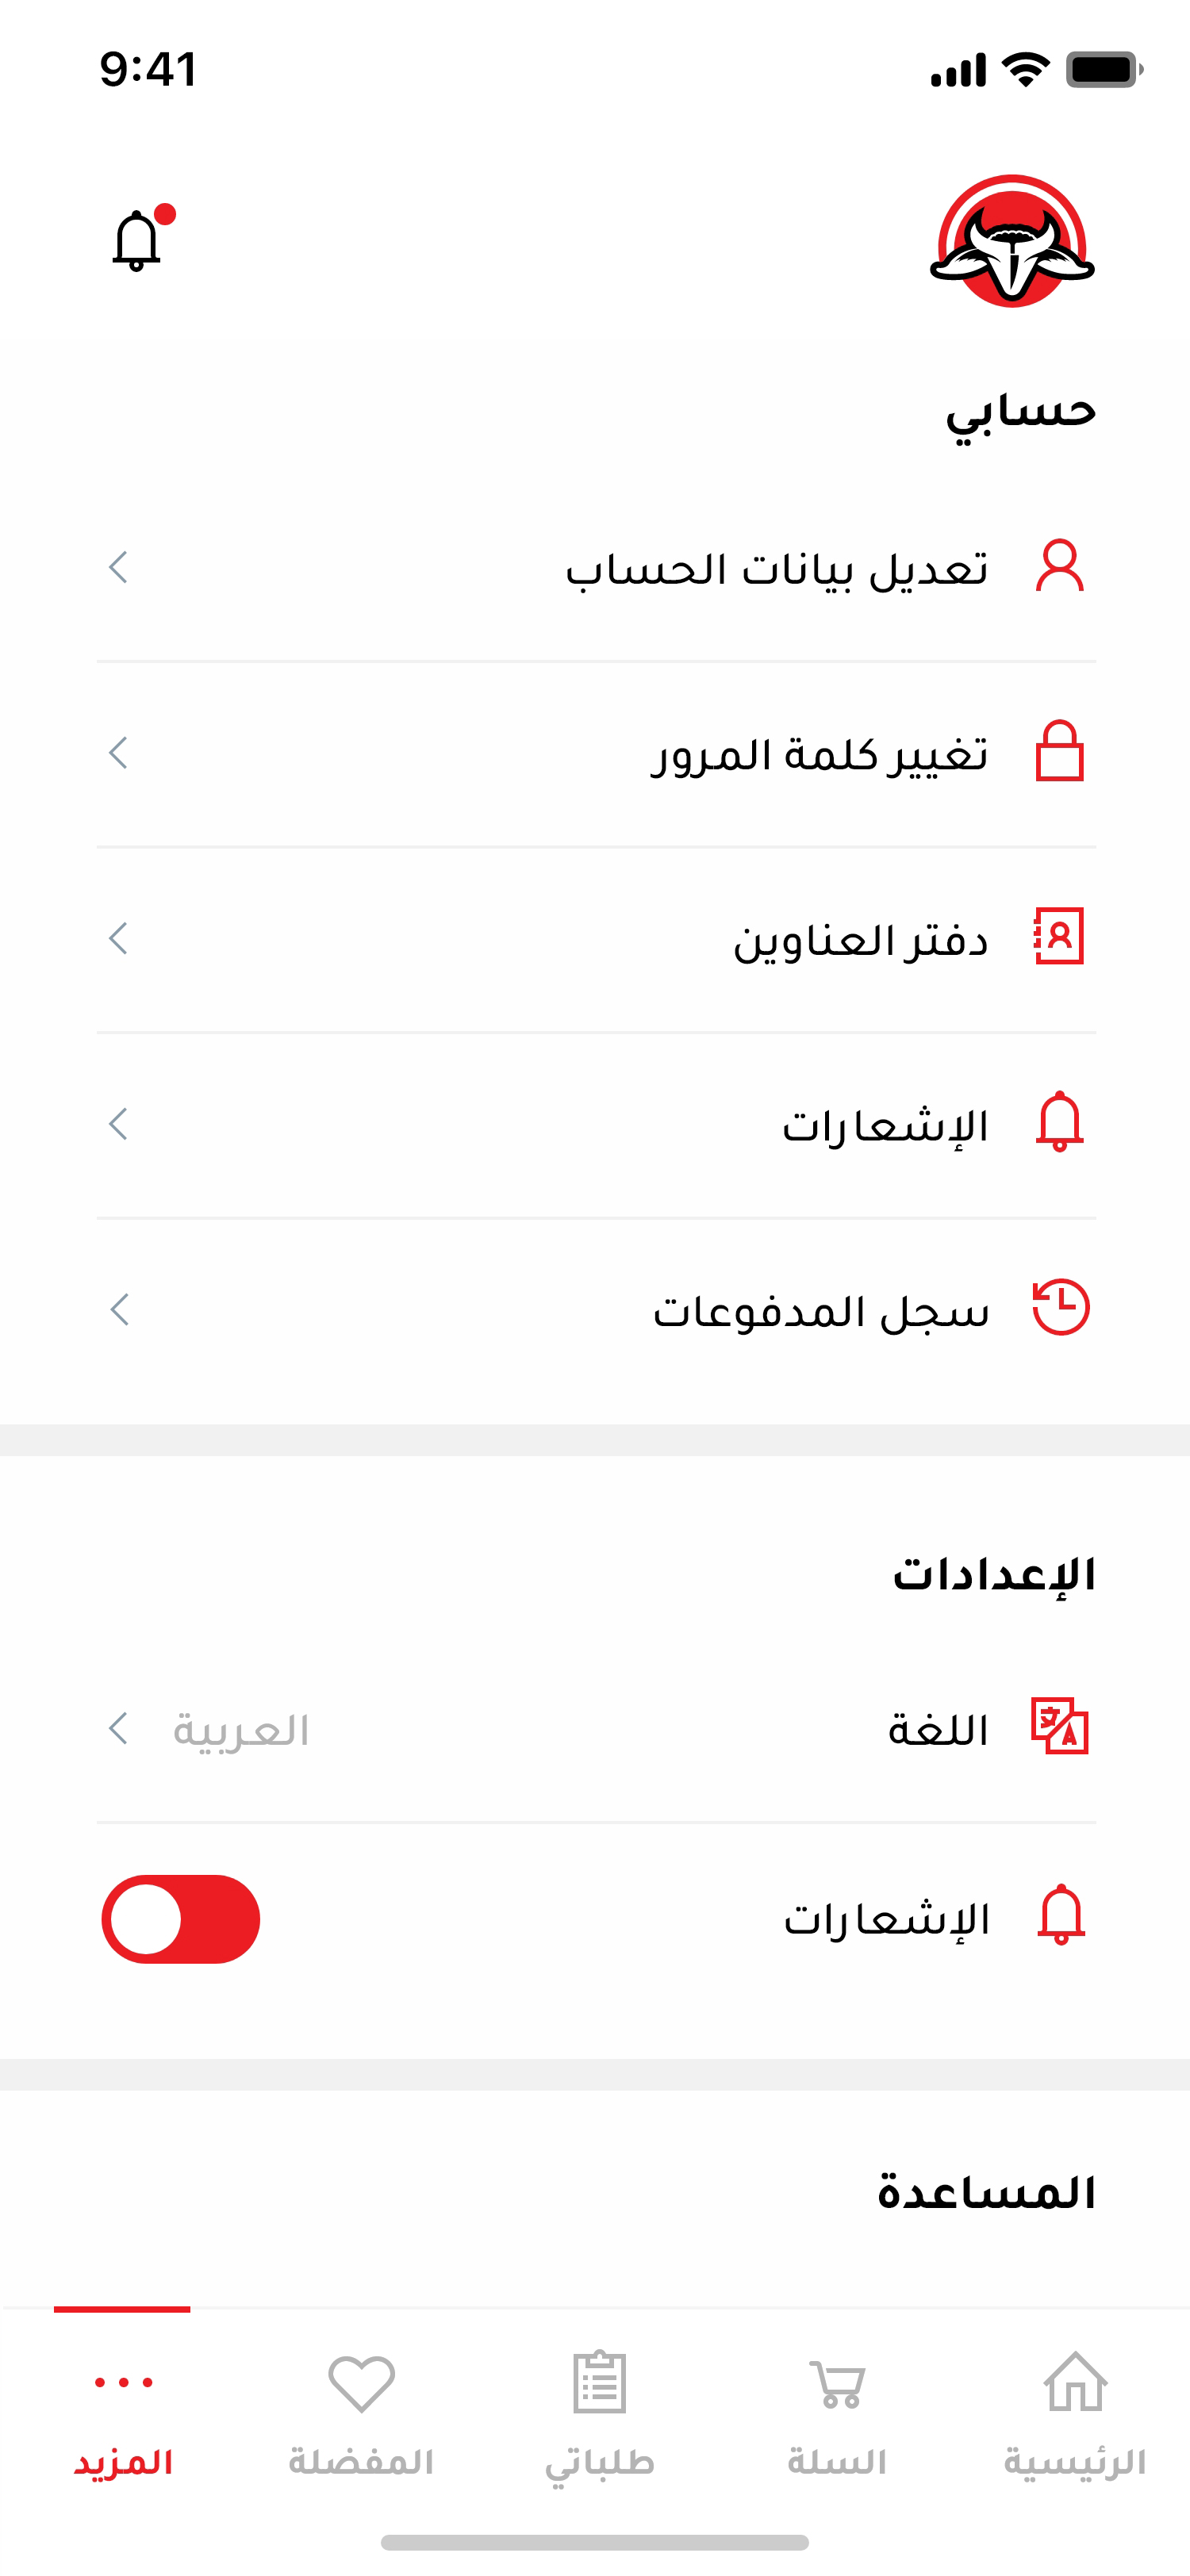 9:41
حسابي
تعديل بيانات الحساب
تغيير كلمة المرور
دفتر العناوين
الإشعارات
سجل المدفوعات
الإعدادات
اللغة
العربية
الإشعارات
المساعدة
الرئيسية
السلة
طلباتي
المفضلة
المزيد